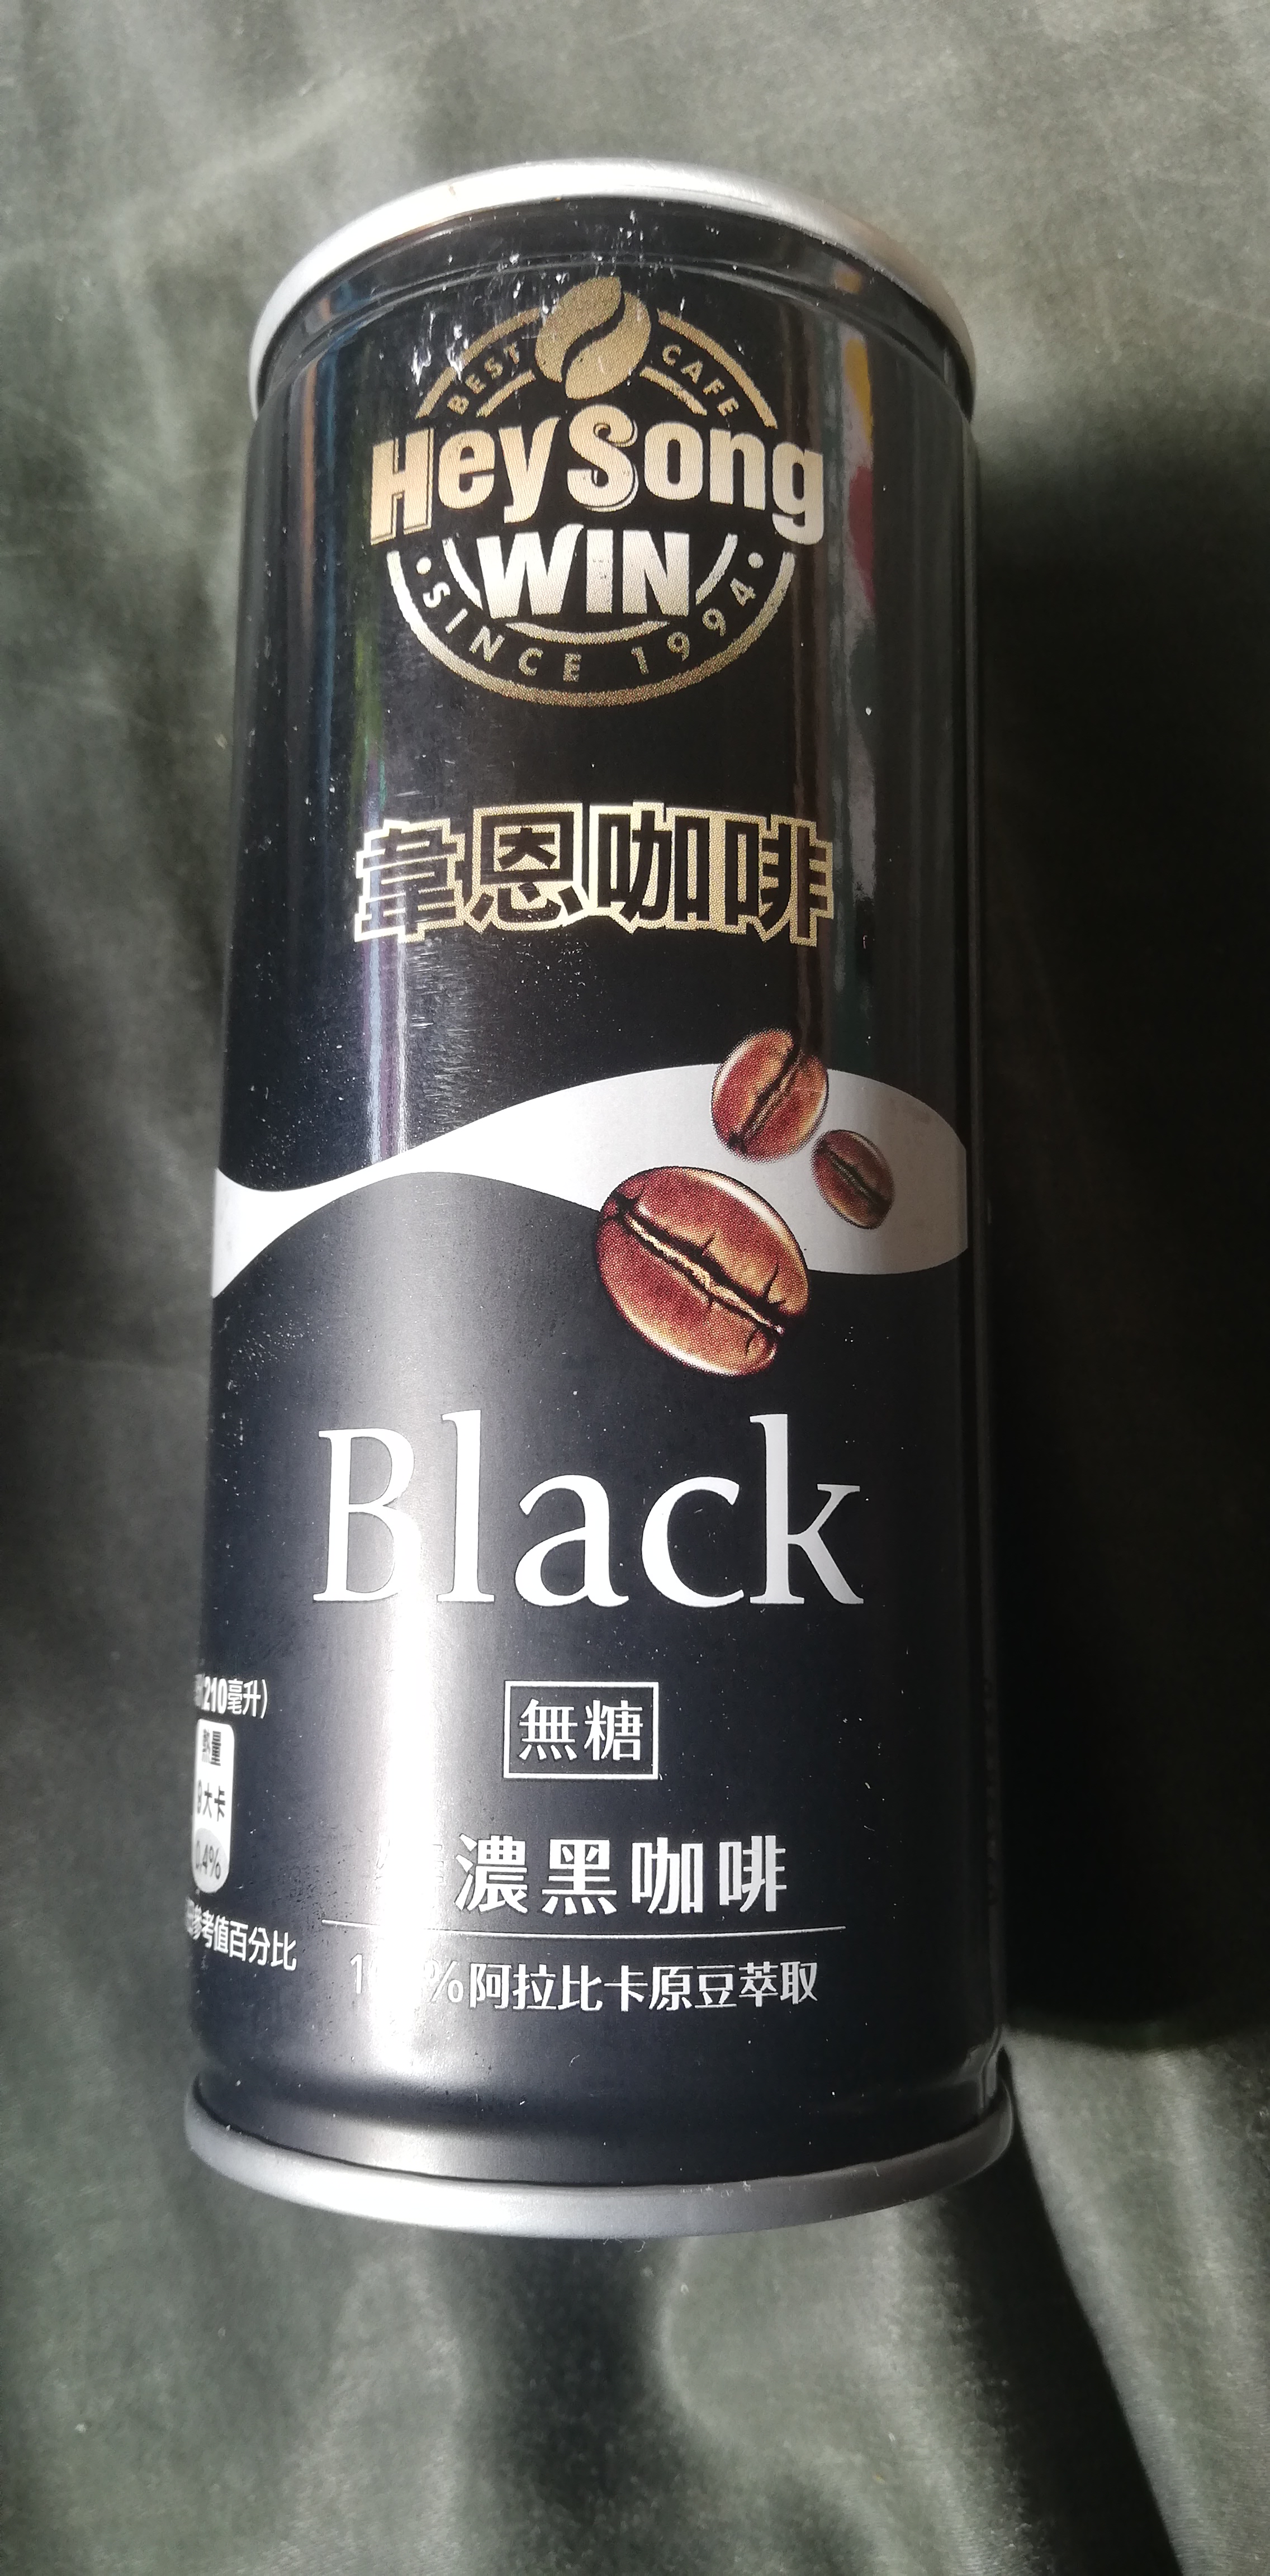 BEST CAFE
HeySong
WIN
SINCE 1994
韋恩咖啡
Black
無糖
210毫升)
熱量
大卡
濃黑咖啡
參考值百分比
%阿拉比卡原豆萃取